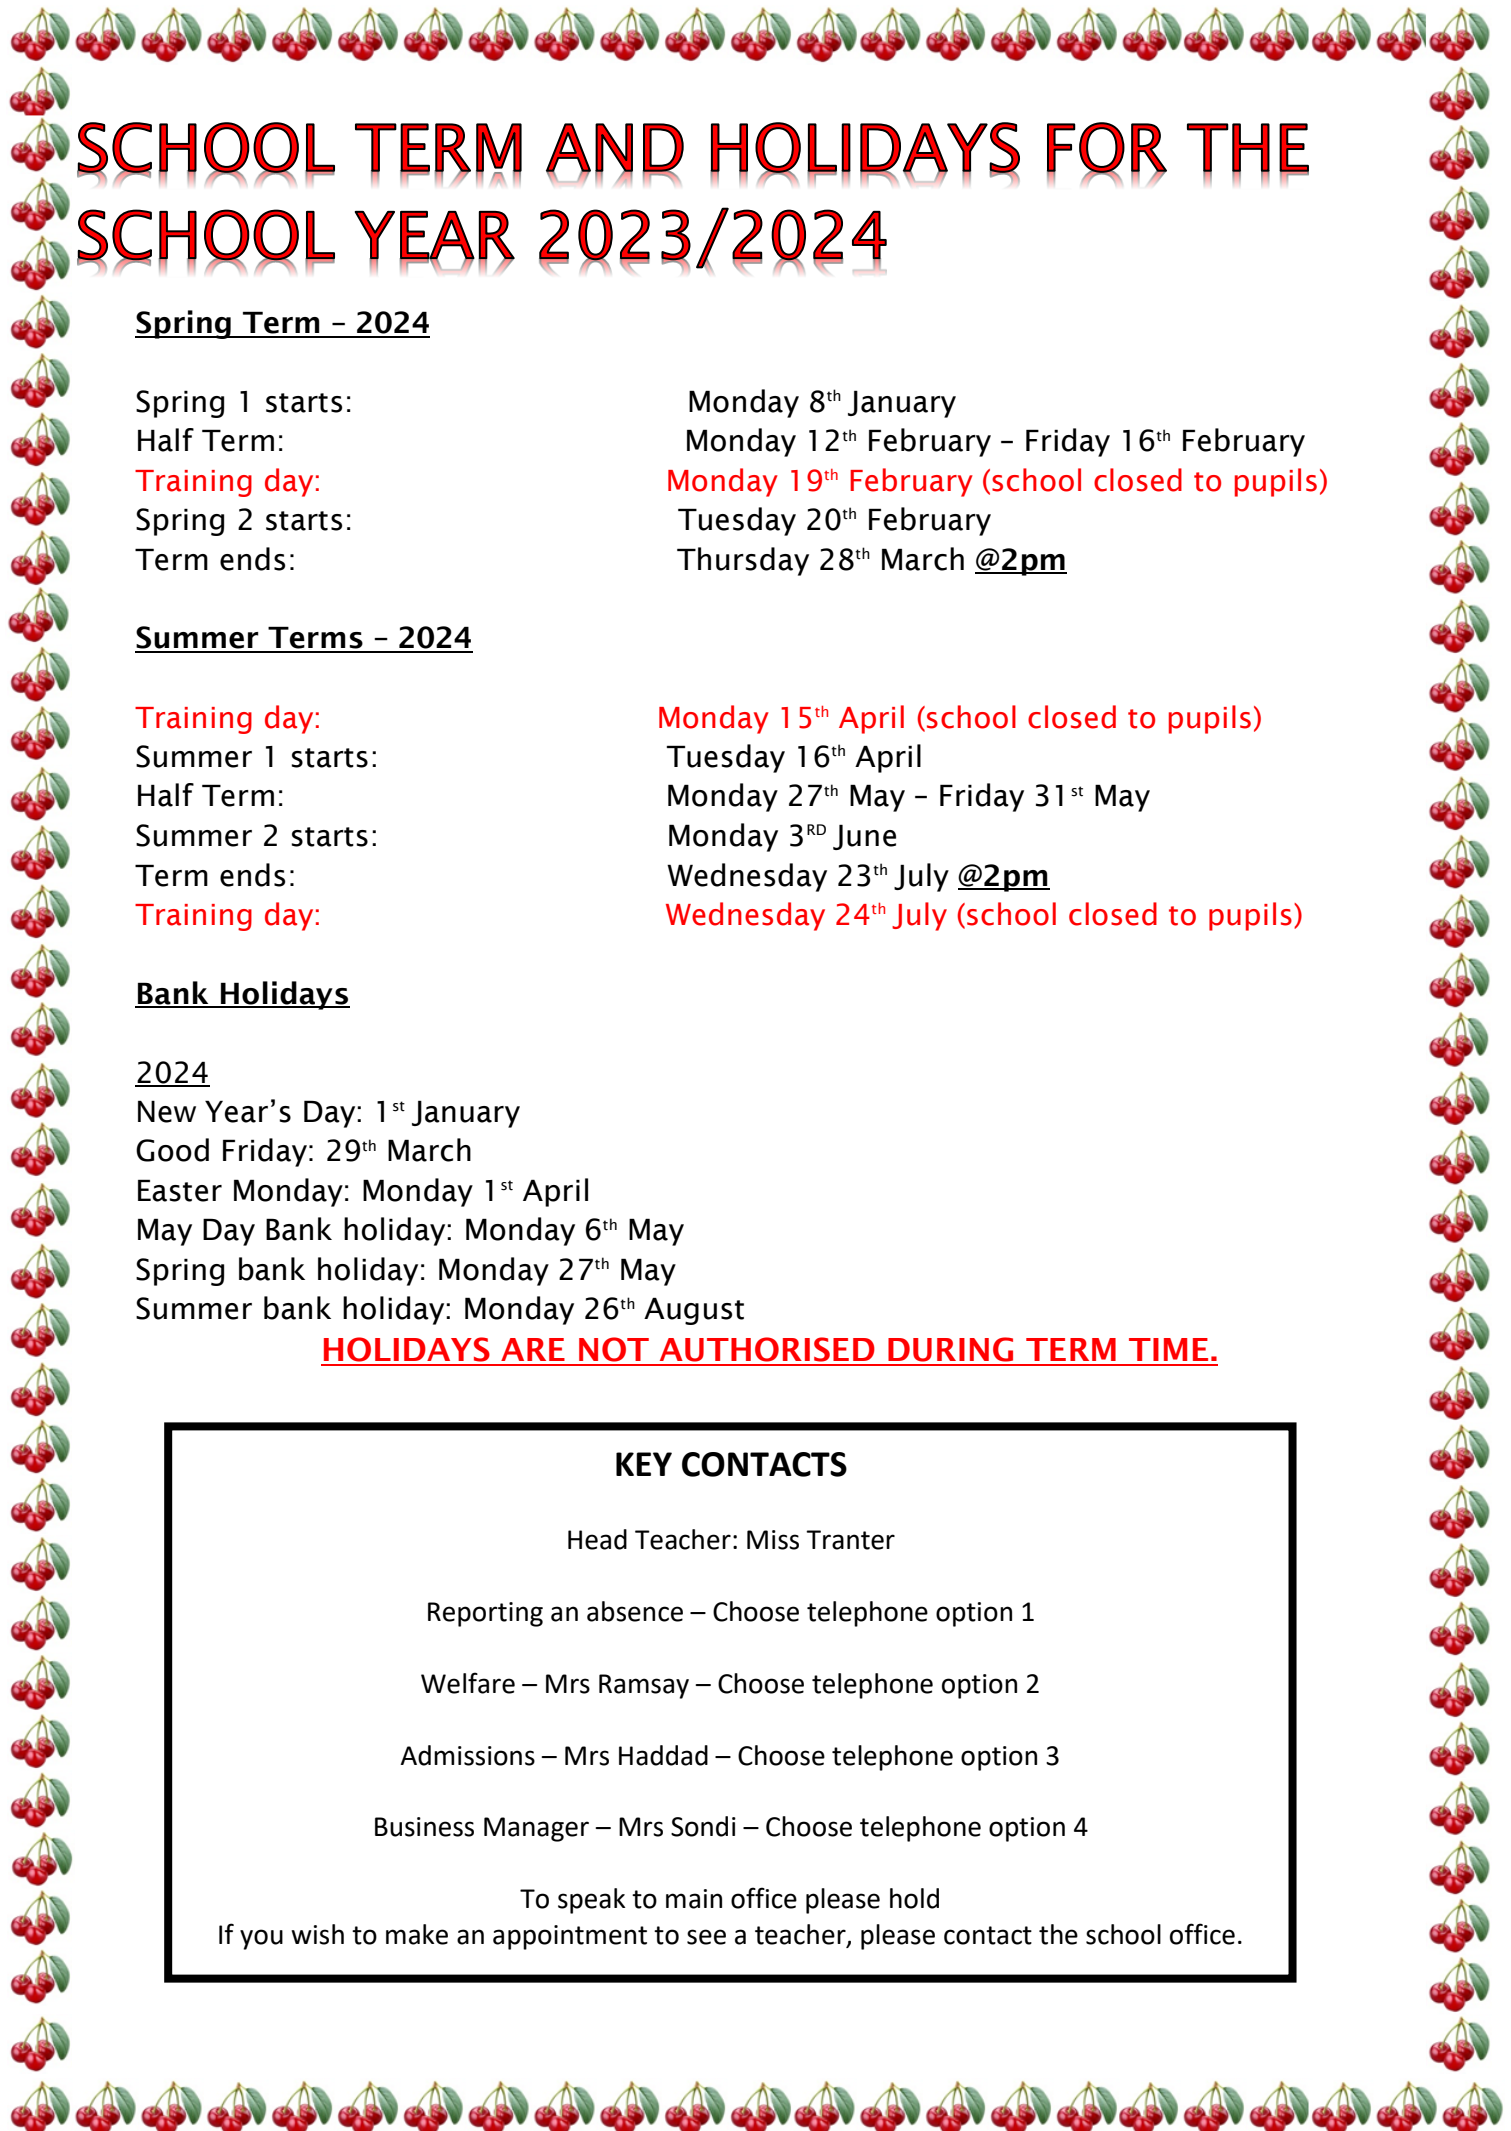 SCHOOL TERM AND HOLIDAYS FOR THE
SCHOOL YEAR 2023/2024
Spring Term – 2024
Spring 1 starts: Monday 8th January
Half Term: Monday 12th February – Friday 16th February
Training day: Monday 19th February (school closed to pupils)
Spring 2 starts: Tuesday 20th February
Term ends: Thursday 28th March @2pm
Summer Terms – 2024
Training day: Monday 15th April (school closed to pupils)
Summer 1 starts: Tuesday 16th April
Half Term: Monday 27th May – Friday 31st May
Summer 2 starts: Monday 3RD June
Term ends: Wednesday 23th July @2pm
Training day: Wednesday 24th July (school closed to pupils)
Bank Holidays
2024
New Year’s Day: 1st January
Good Friday: 29th March
Easter Monday: Monday 1st April
May Day Bank holiday: Monday 6th May
Spring bank holiday: Monday 27th May
Summer bank holiday: Monday 26th August
HOLIDAYS ARE NOT AUTHORISED DURING TERM TIME.
KEY CONTACTS
Head Teacher: Miss Tranter
Reporting an absence – Choose telephone option 1
Welfare – Mrs Ramsay – Choose telephone option 2
Admissions – Mrs Haddad – Choose telephone option 3
Business Manager – Mrs Sondi – Choose telephone option 4
To speak to main office please hold
If you wish to make an appointment to see a teacher, please contact the school office.